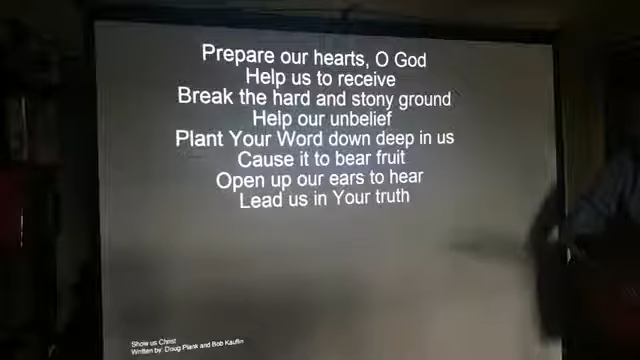 Prepare our hearts, O God
Help us to receive
Break the hard and stony ground
Help our unbelief
Plant Your Word down deep in us
Cause it to bear fruit
Open up our ears to hear
Lead us in Your truth
Show us Christ
Written by: Doug Plank and Bob Kauflin